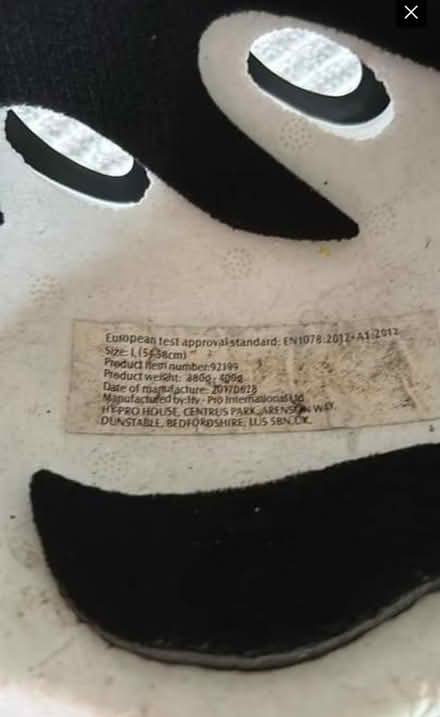 European test approval standard: EN1078:2012+A1:2012
Size: L (54-58cm)
Product item number:92199
Product weight: 380g - 400g
Date of manufacture: 20170828
Manufactured by:Hy - Pro International Ltd
HY-PRO HOUSE, CENTRUS PARK, ARENSON WAY,
DUNSTABLE, BEDFORDSHIRE, LU5 5BN,U.K.